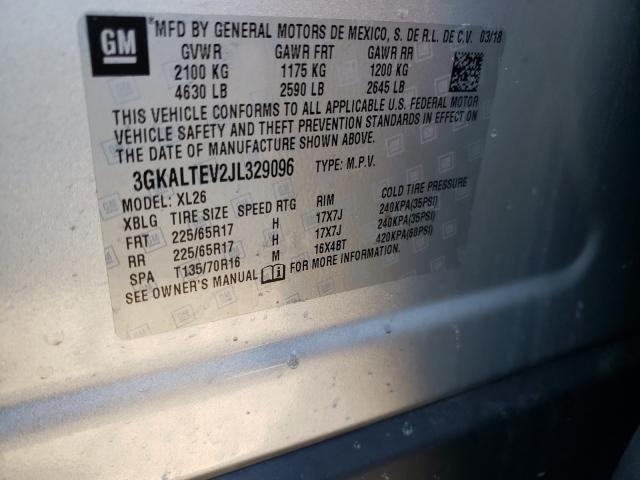 GM
*MFD BY GENERAL MOTORS DE MEXICO, S. DE R.L. DE C.V. 03/18
GVWR GAWR FRT GAWR RR
2100 KG 1175 KG 1200 KG
4630 LB 2590 LB 2645 LB
THIS VEHICLE CONFORMS TO ALL APPLICABLE U.S. FEDERAL MOTOR
VEHICLE SAFETY AND THEFT PREVENTION STANDARDS IN EFFECT ON
THE DATE OF MANUFACTURE SHOWN ABOVE.
3GKALTEV2JL329096 TYPE: M.P.V.
MODEL: XL26
XBLG TIRE SIZE SPEED RTG RIM COLD TIRE PRESSURE
FRT 225/65R17 H 17X7J 240KPA(35PSI)
RR 225/65R17 H 17X7J 240KPA(35PSI)
SPA T135/70R16 M 16X4BT 420KPA(60PSI)
SEE OWNER'S MANUAL FOR MORE INFORMATION.